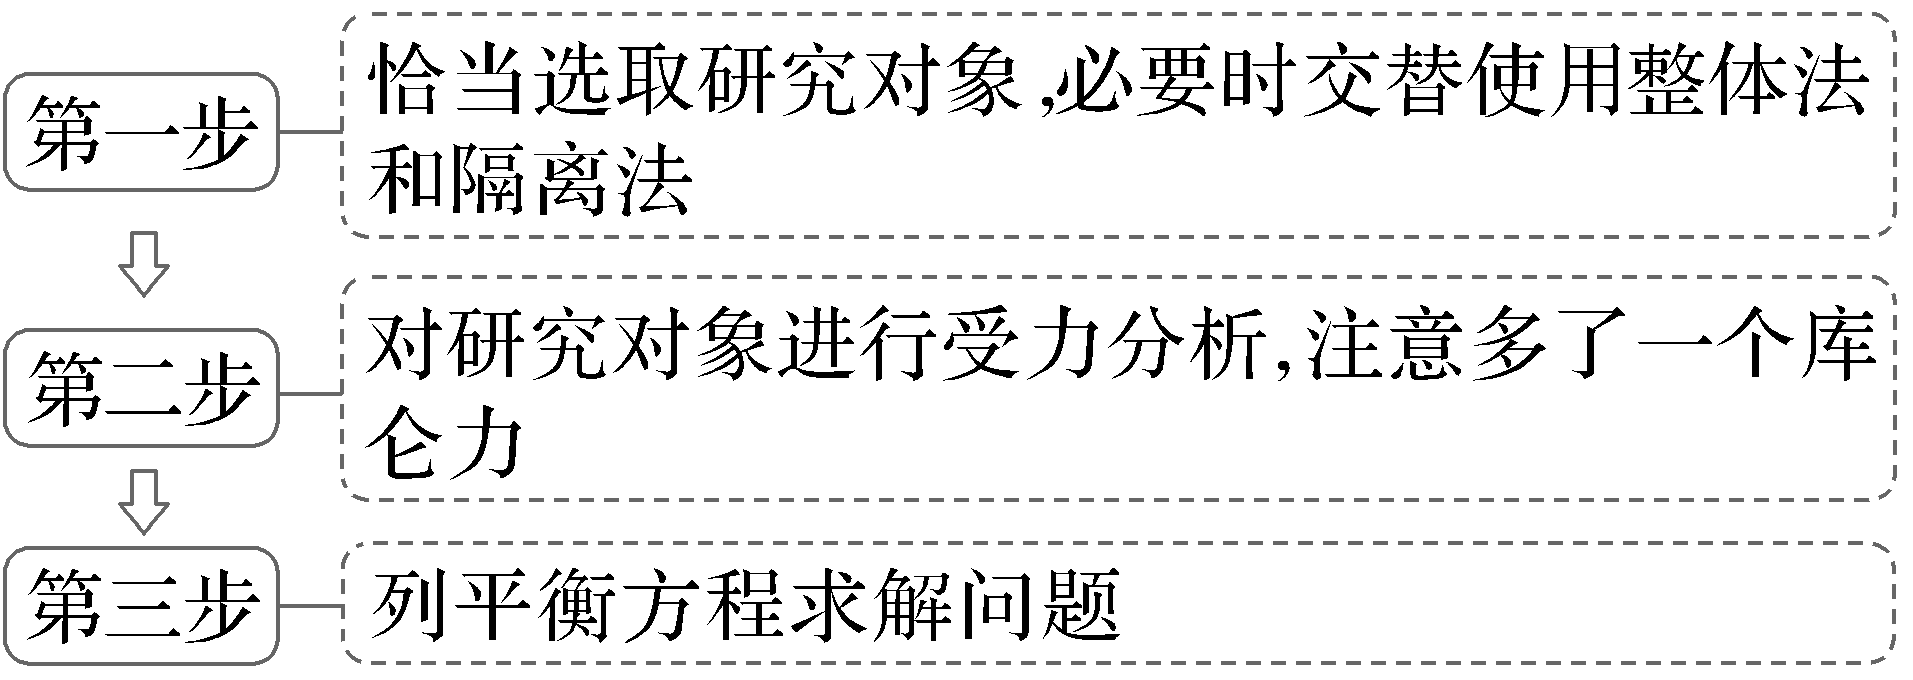 第一步
恰当选取研究对象,必要时交替使用整体法
和隔离法
第二步
对研究对象进行受力分析,注意多了一个库
仑力
第三步
列平衡方程求解问题